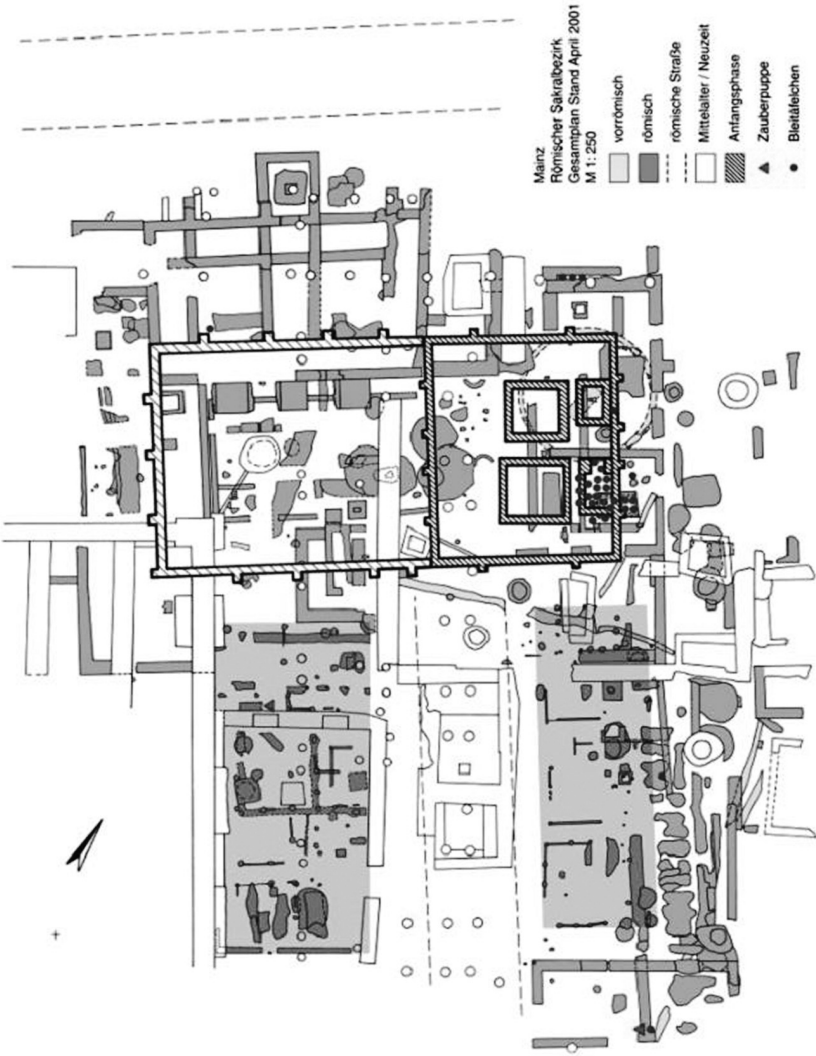 Mainz
Römischer Sakralbezirk
Gesamtplan Stand April 2001
M 1: 250
vorrömisch
römisch
römische Straße
Mittelalter / Neuzeit
Anfangsphase
Zauberpuppe
Bleitäfelchen